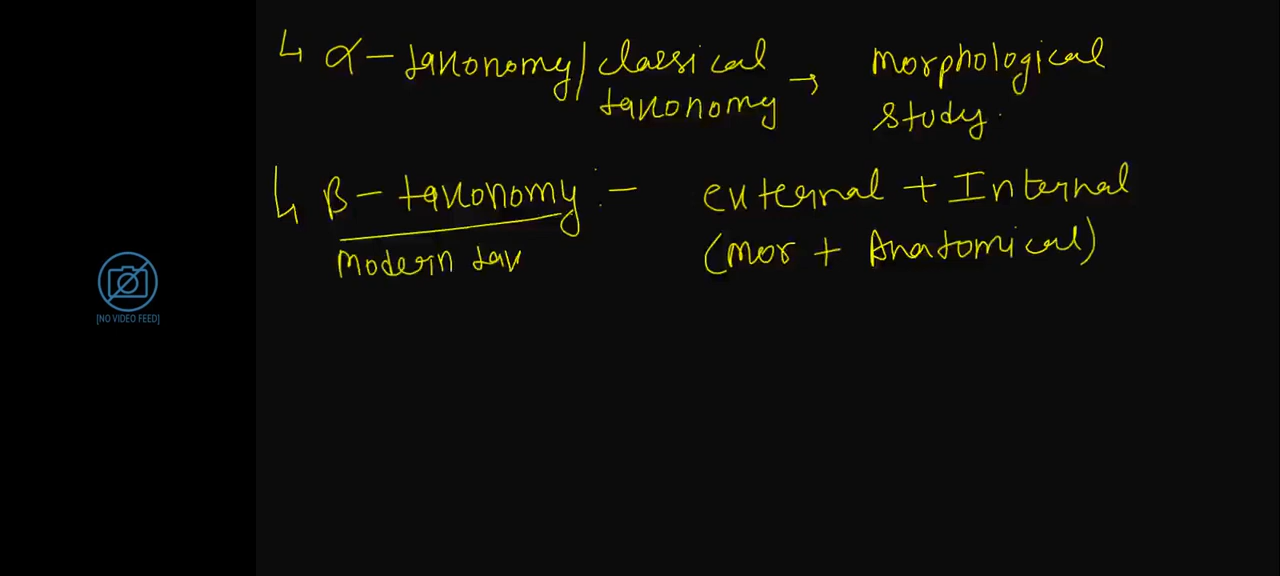 ↳ α - taxonomy / classical taxonomy → morphological study.
↳ β - taxonomy :- external + Internal
Modern tax (mor + Anatomical)
[NO VIDEO FEED]